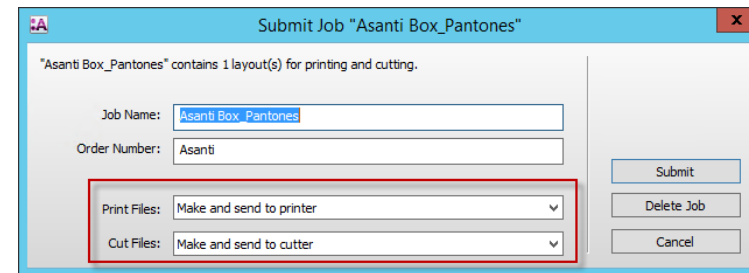 :A
Submit Job "Asanti Box_Pantones"
x
"Asanti Box_Pantones" contains 1 layout(s) for printing and cutting.
Job Name: Asanti Box_Pantones
Order Number: Asanti
Submit
Print Files: Make and send to printer
Delete Job
Cut Files: Make and send to cutter
Cancel